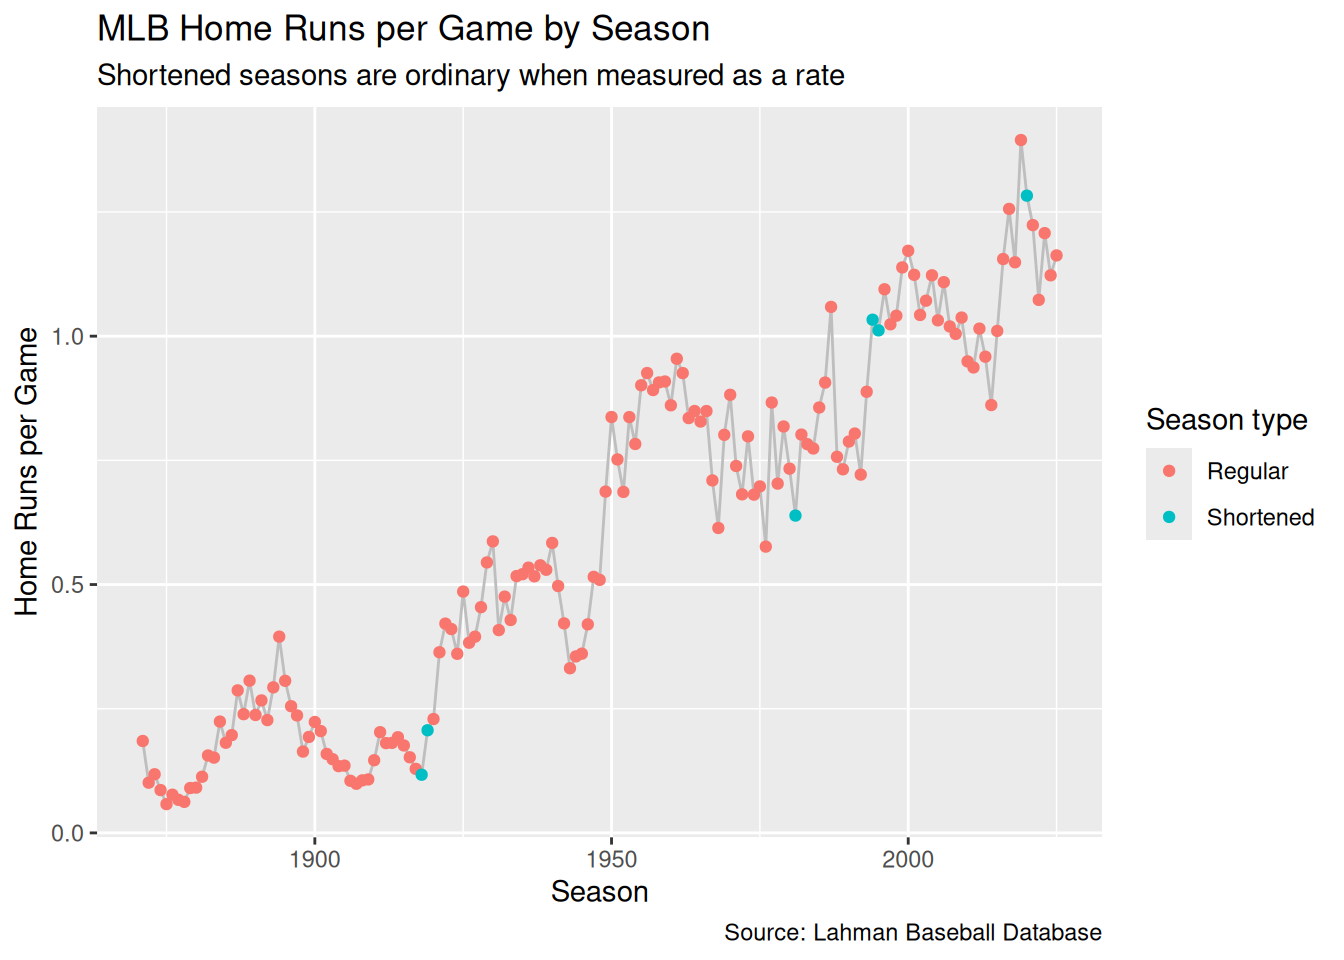 MLB Home Runs per Game by Season
Shortened seasons are ordinary when measured as a rate
Home Runs per Game
1.0
0.5
0.0
1900
1950
2000
Season
Season type
Regular
Shortened
Source: Lahman Baseball Database